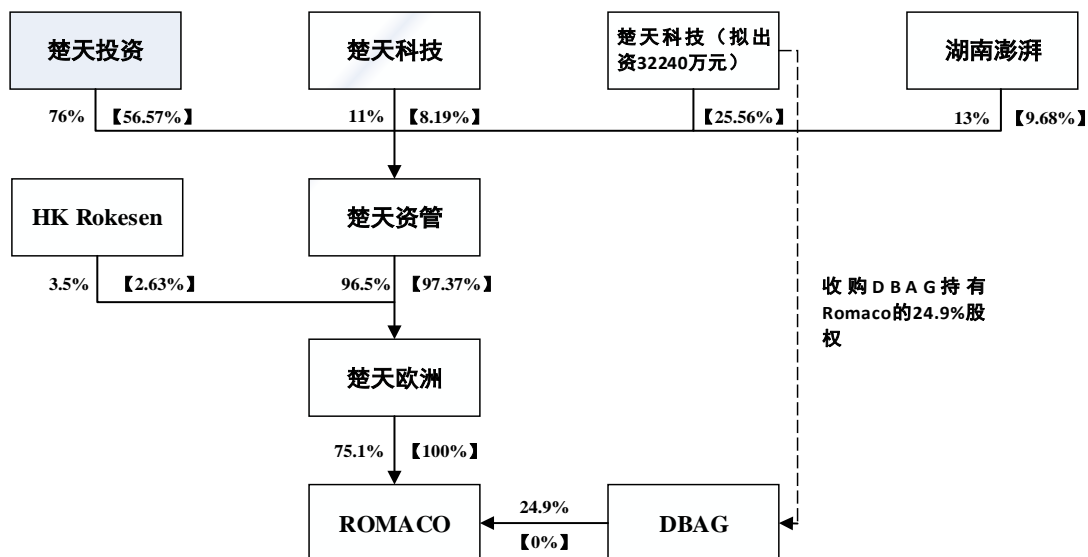 楚天投资
楚天科技
楚天科技（拟出
资32240万元）
湖南澎湃
76% 【56.57%】
11% 【8.19%】
【25.56%】
13% 【9.68%】
HK Rokesen
楚天资管
3.5% 【2.63%】
96.5% 【97.37%】
收购DBAG持有
Romaco的24.9%股
权
楚天欧洲
75.1% 【100%】
ROMACO
24.9%
【0%】
DBAG